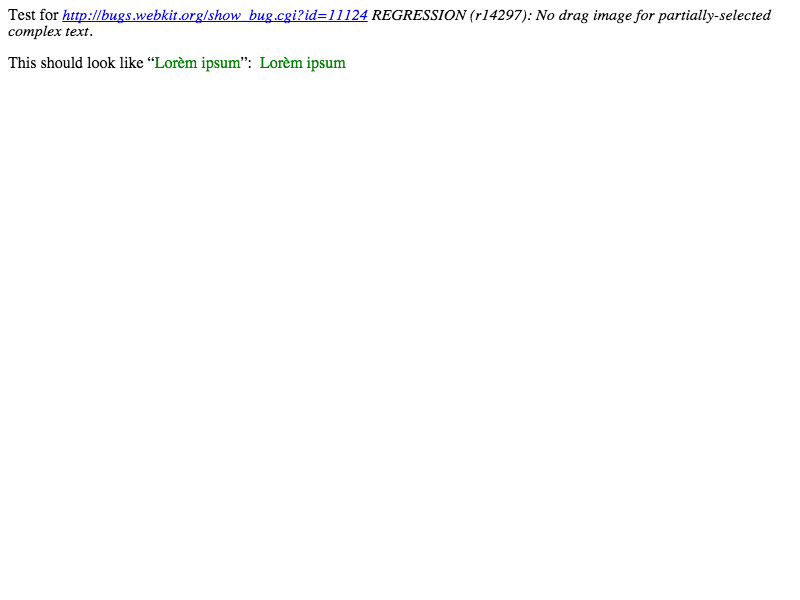 Test for http://bugs.webkit.org/show_bug.cgi?id=11124 REGRESSION (r14297): No drag image for partially-selected
complex text.
This should look like “Lorèm ipsum”: Lorèm ipsum